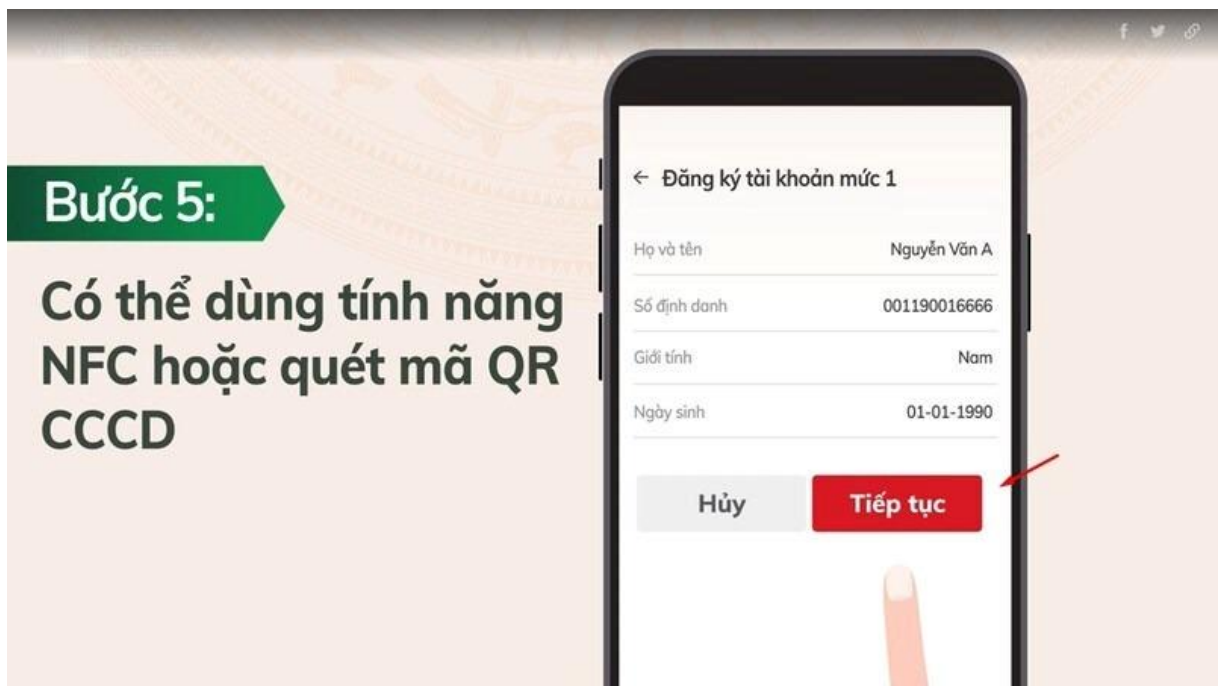 Bước 5:
Có thể dùng tính năng
NFC hoặc quét mã QR
CCCD
← Đăng ký tài khoản mức 1
Họ và tên Nguyễn Văn A
Số định danh 001190016666
Giới tính Nam
Ngày sinh 01-01-1990
Hủy Tiếp tục